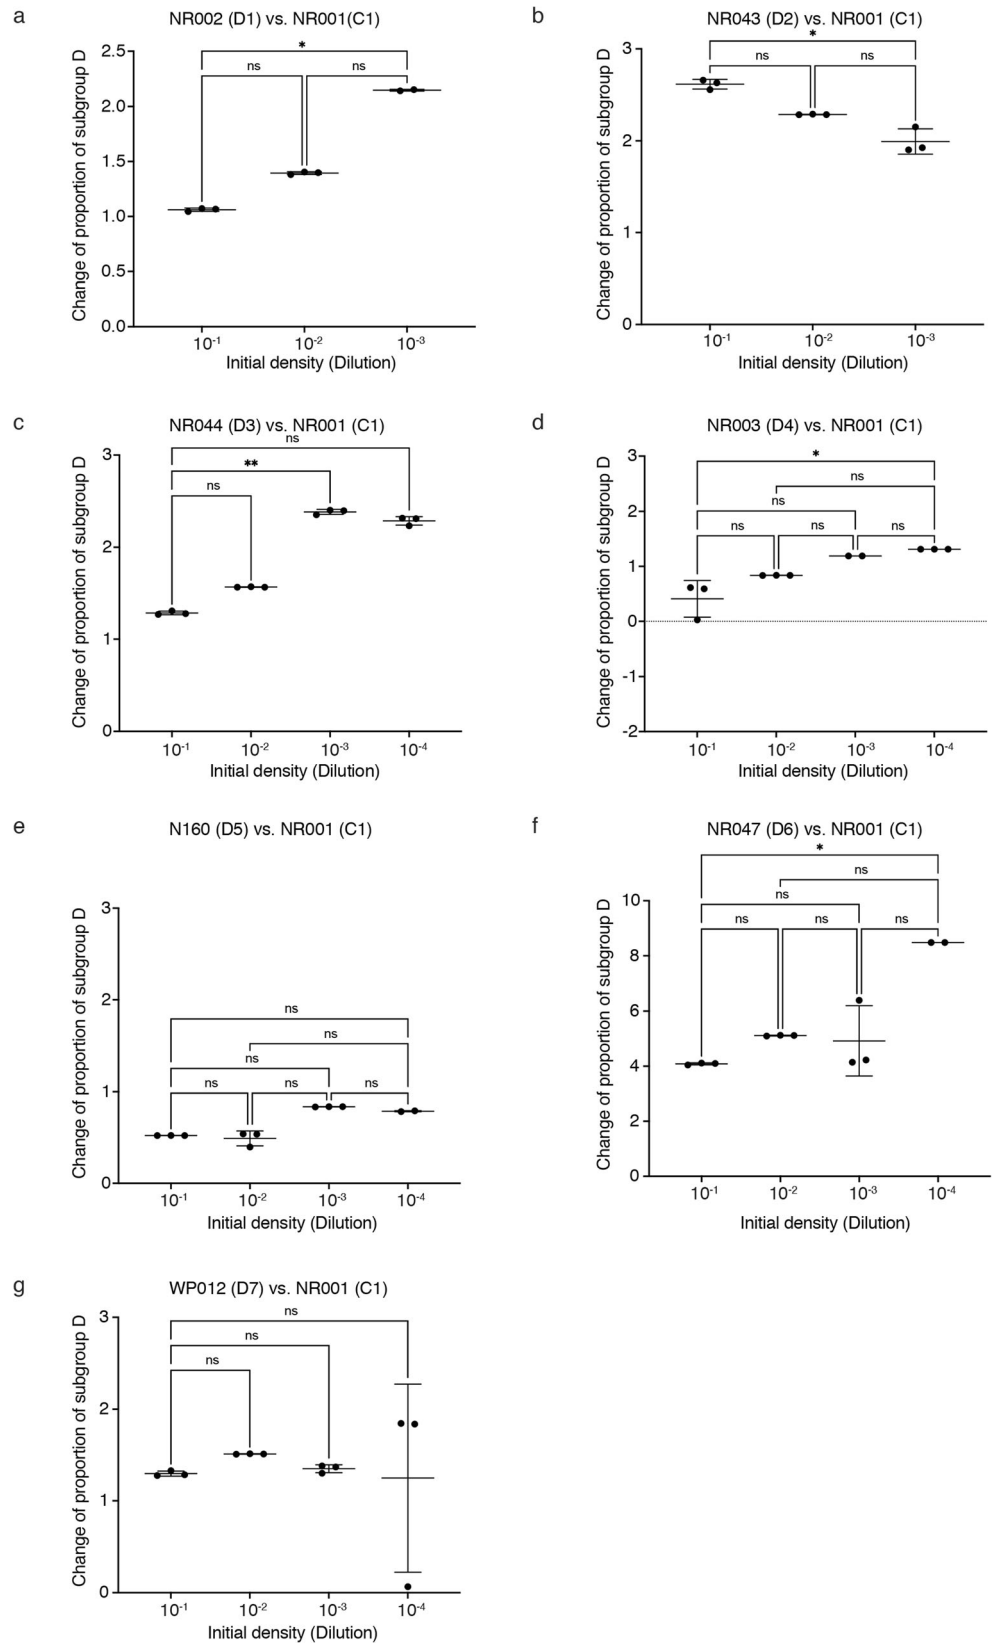 a
NR002 (D1) vs. NR001(C1)
*
ns ns
Change of proportion of subgroup D
2.5
2.0
1.5
1.0
0.5
0.0
10-1 10-2 10-3
Initial density (Dilution)
b
NR043 (D2) vs. NR001 (C1)
*
ns ns
Change of proportion of subgroup D
3
2
1
0
10-1 10-2 10-3
Initial density (Dilution)
c
NR044 (D3) vs. NR001 (C1)
ns
**
ns
Change of proportion of subgroup D
3
2
1
0
10-1 10-2 10-3 10-4
Initial density (Dilution)
d
NR003 (D4) vs. NR001 (C1)
*
ns
ns
ns ns ns
Change of proportion of subgroup D
3
2
1
0
-1
-2
10-1 10-2 10-3 10-4
Initial density (Dilution)
e
N160 (D5) vs. NR001 (C1)
ns
ns
ns
ns ns ns
Change of proportion of subgroup D
3
2
1
0
10-1 10-2 10-3 10-4
Initial density (Dilution)
f
NR047 (D6) vs. NR001 (C1)
*
ns
ns
ns ns ns
Change of proportion of subgroup D
10
8
6
4
2
0
10-1 10-2 10-3 10-4
Initial density (Dilution)
g
WP012 (D7) vs. NR001 (C1)
ns
ns
ns
Change of proportion of subgroup D
3
2
1
0
10-1 10-2 10-3 10-4
Initial density (Dilution)